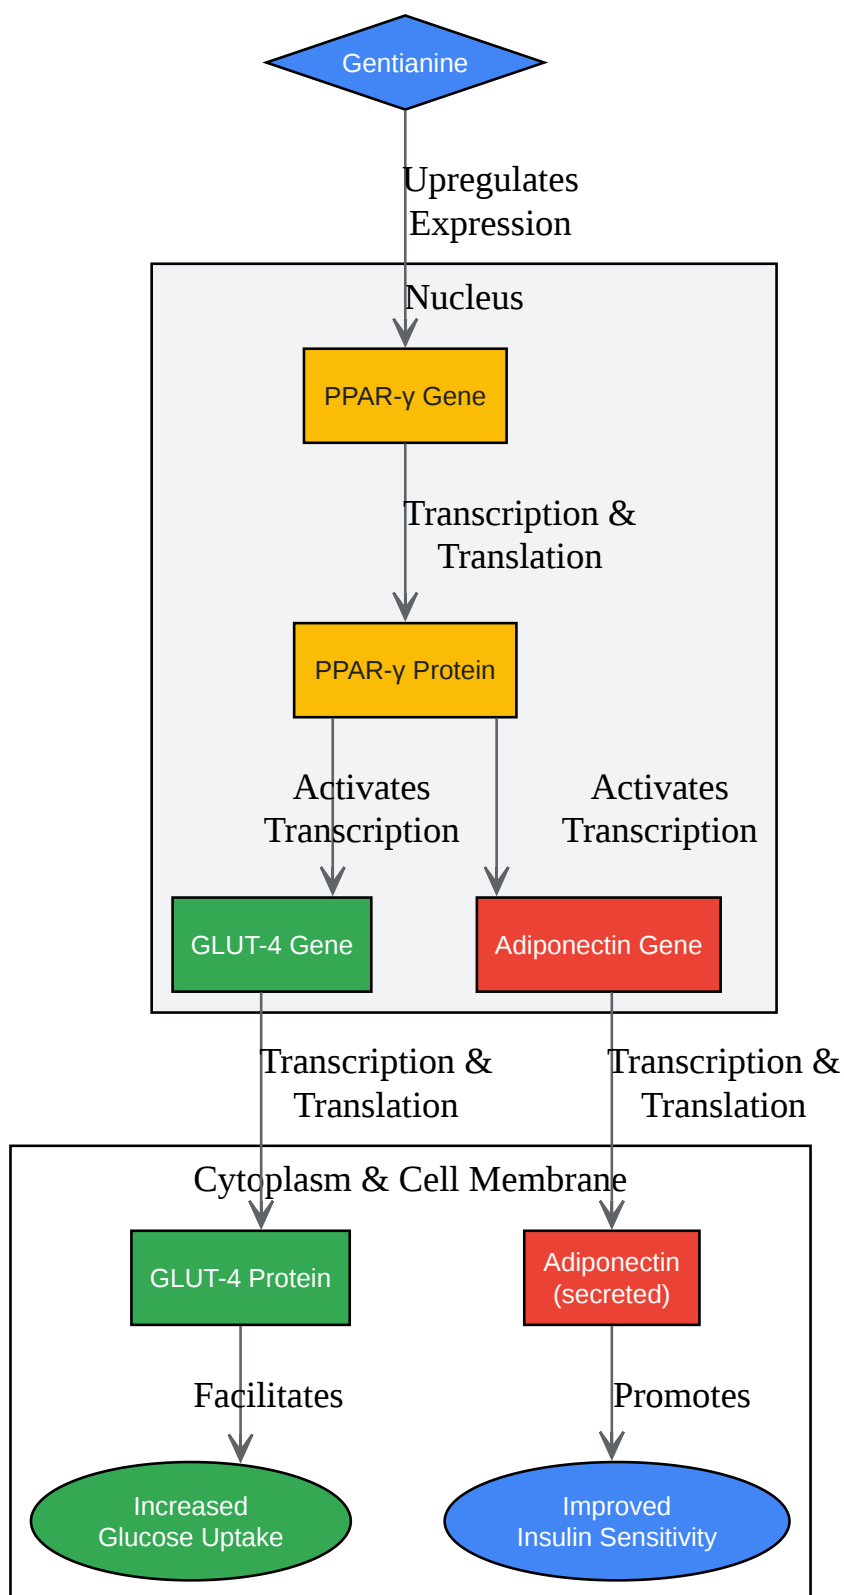 Gentianine
Upregulates
Expression
Nucleus
PPAR-γ Gene
Transcription &
Translation
PPAR-γ Protein
Activates
Transcription
Activates
Transcription
GLUT-4 Gene
Adiponectin Gene
Transcription &
Translation
Transcription &
Translation
Cytoplasm & Cell Membrane
GLUT-4 Protein
Adiponectin
(secreted)
Facilitates
Promotes
Increased
Glucose Uptake
Improved
Insulin Sensitivity